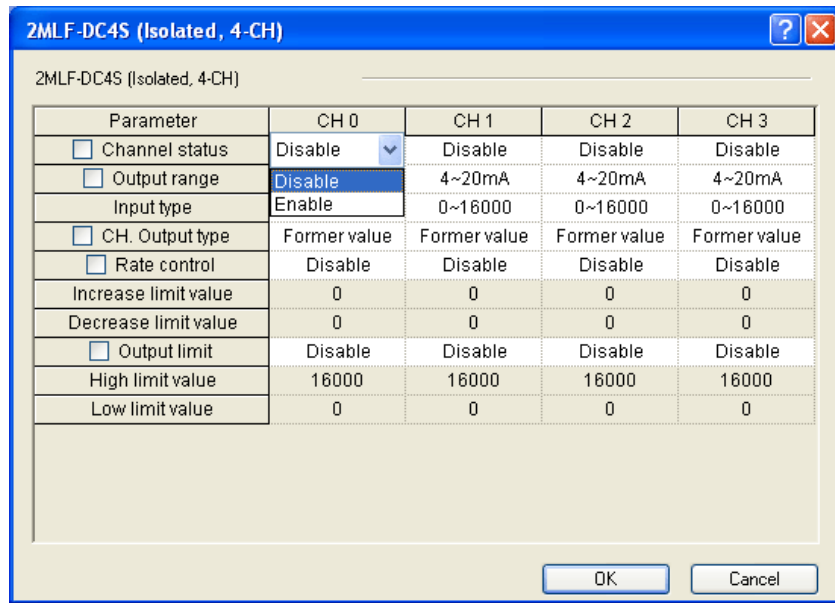 2MLF-DC4S (Isolated, 4-CH)
2MLF-DC4S (Isolated, 4-CH)
Parameter CH 0 CH 1 CH 2 CH 3
Channel status Disable Disable Disable Disable
Output range Disable 4~20mA 4~20mA 4~20mA
Input type Enable 0~16000 0~16000 0~16000
CH. Output type Former value Former value Former value Former value
Rate control Disable Disable Disable Disable
Increase limit value 0 0 0 0
Decrease limit value 0 0 0 0
Output limit Disable Disable Disable Disable
High limit value 16000 16000 16000 16000
Low limit value 0 0 0 0
OK Cancel